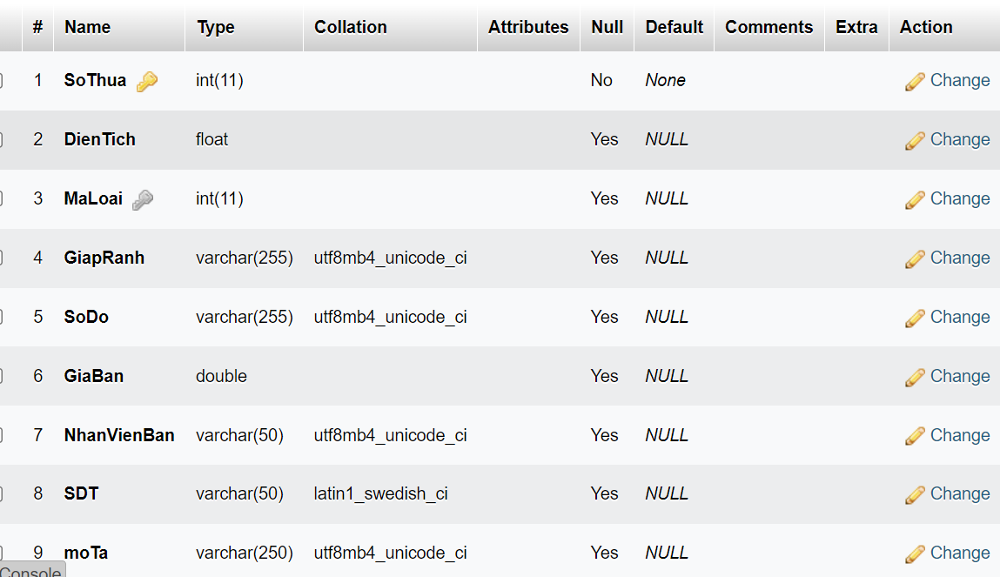 # Name Type Collation Attributes Null Default Comments Extra Action
1 SoThua int(11) No None Change
2 DienTich float Yes NULL Change
3 MaLoai int(11) Yes NULL Change
4 GiapRanh varchar(255) utf8mb4_unicode_ci Yes NULL Change
5 SoDo varchar(255) utf8mb4_unicode_ci Yes NULL Change
6 GiaBan double Yes NULL Change
7 NhanVienBan varchar(50) utf8mb4_unicode_ci Yes NULL Change
8 SDT varchar(50) latin1_swedish_ci Yes NULL Change
9 moTa varchar(250) utf8mb4_unicode_ci Yes NULL Change
Console